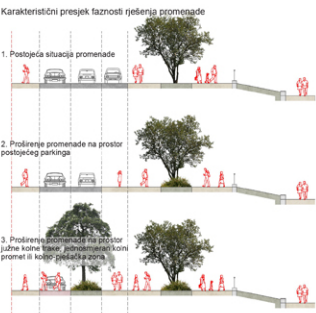 Karakteristični presjek faznosti rješenja promenade
1. Postojeća situacija promenade
2. Proširenje promenade na prostor
postojećeg parkinga
3. Proširenje promenade na prostor
južne kolne trake, jednosmjeran kolni
promet ili kolno-pješačka zona